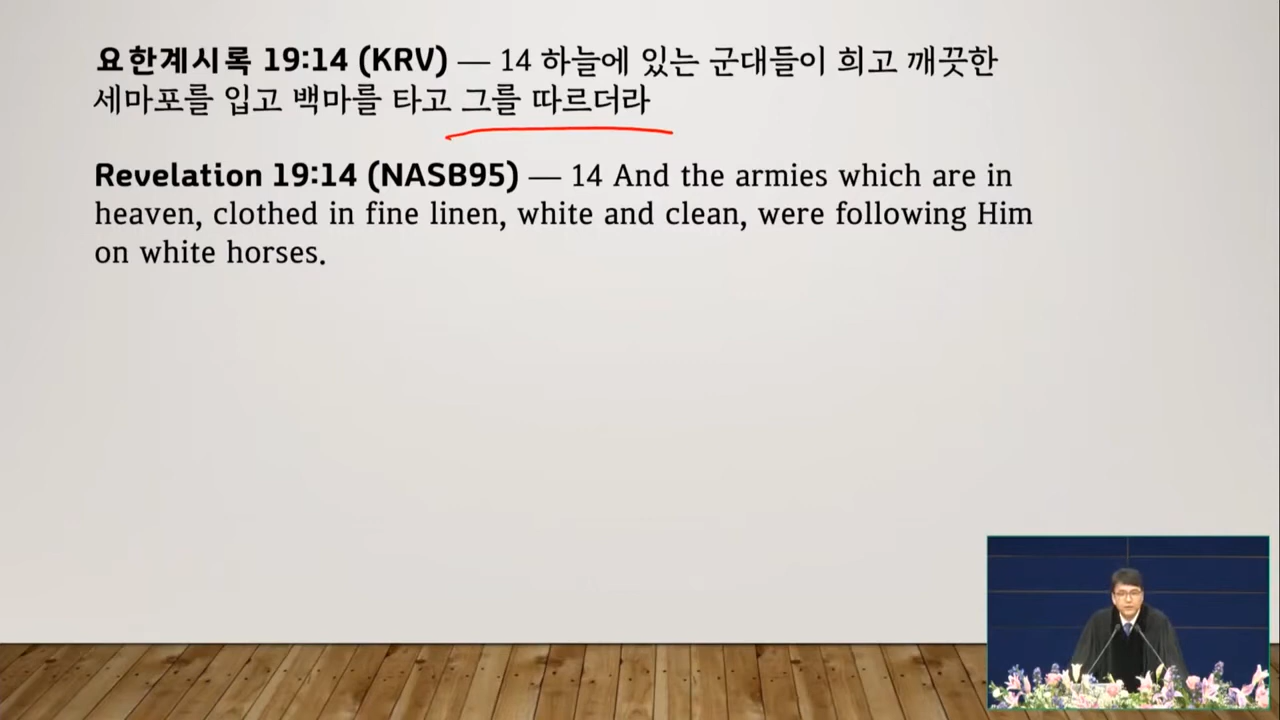 요한계시록 19:14 (KRV) — 14 하늘에 있는 군대들이 희고 깨끗한
세마포를 입고 백마를 타고 그를 따르더라
Revelation 19:14 (NASB95) — 14 And the armies which are in
heaven, clothed in fine linen, white and clean, were following Him
on white horses.